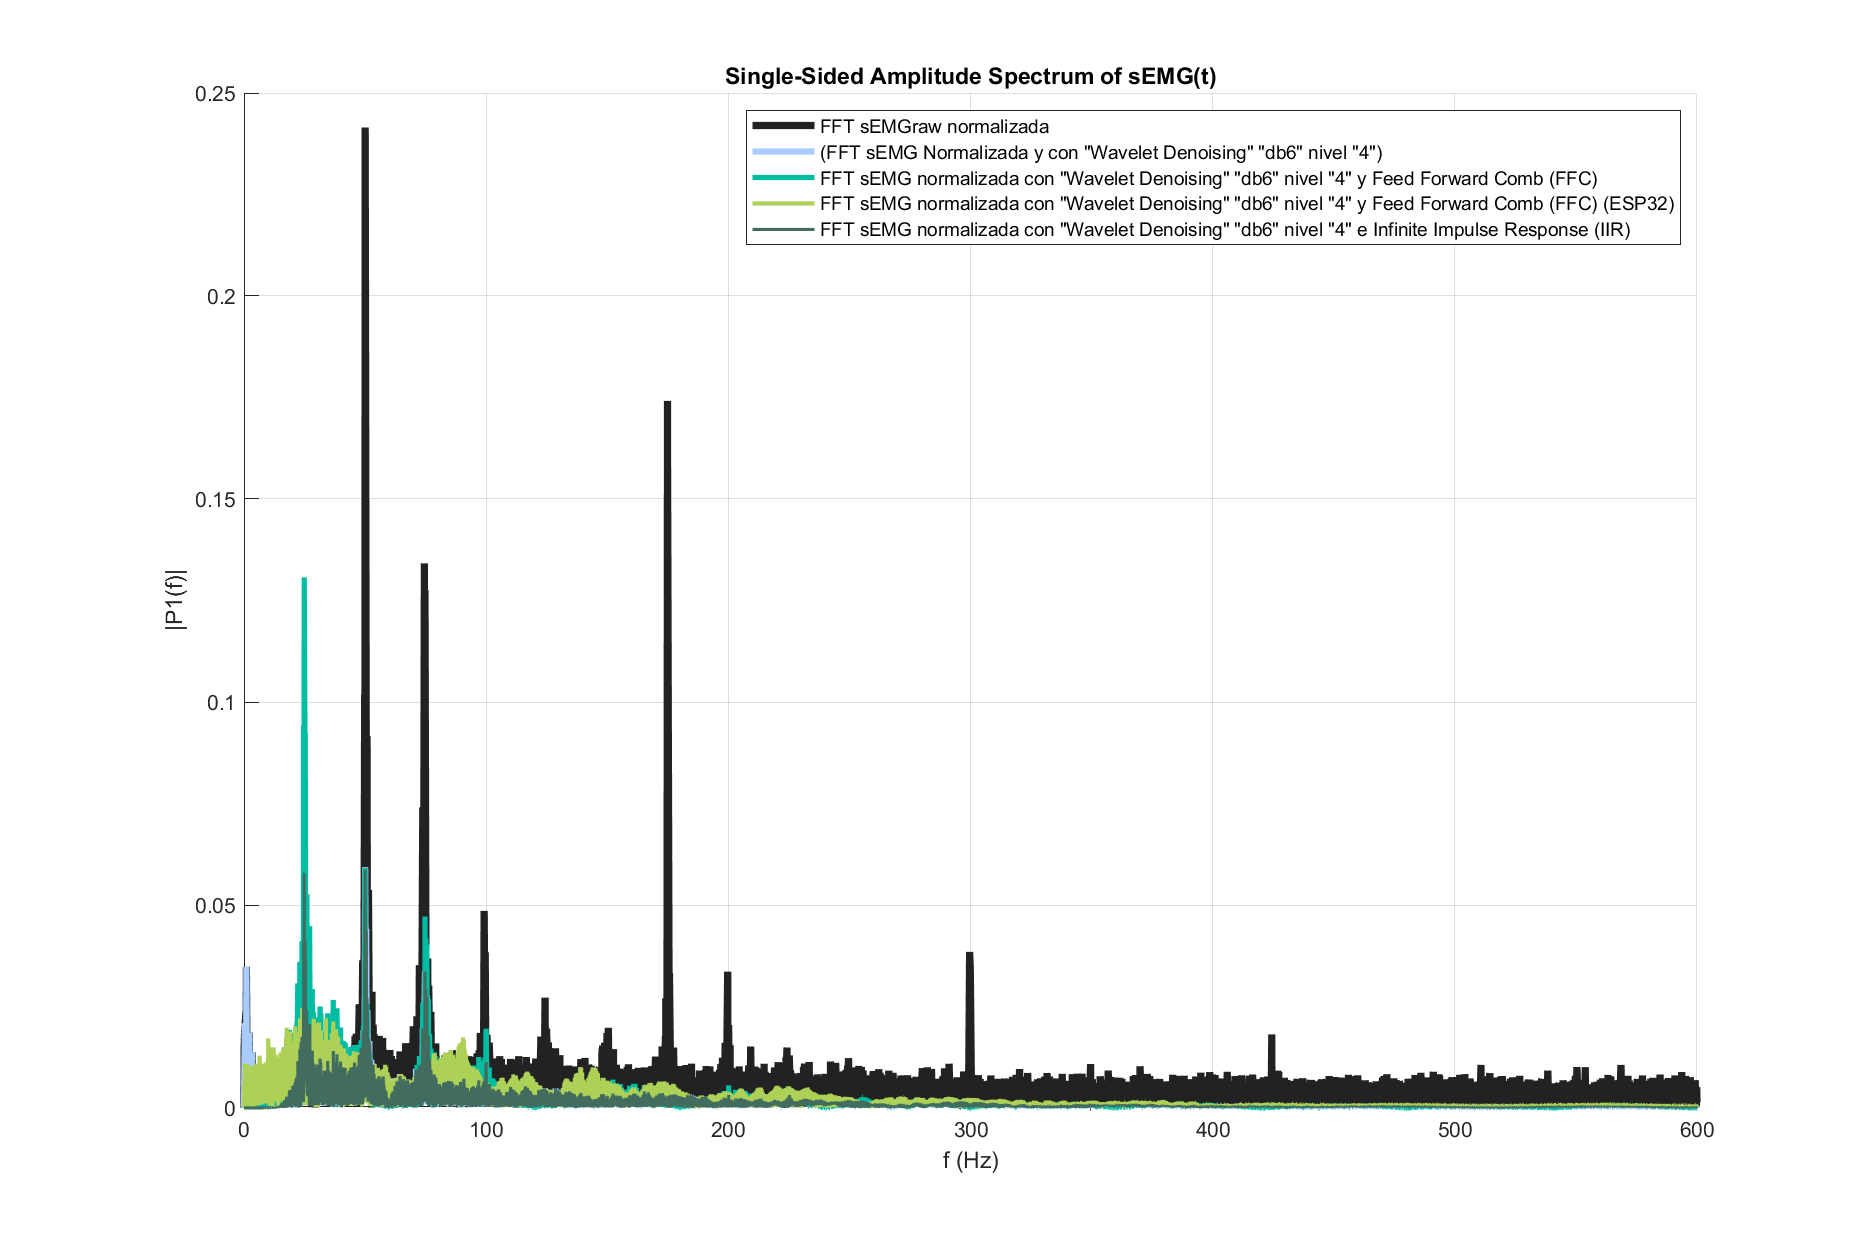 Single-Sided Amplitude Spectrum of sEMG(t)
FFT sEMGraw normalizada
(FFT sEMG Normalizada y con "Wavelet Denoising" "db6" nivel "4")
FFT sEMG normalizada con "Wavelet Denoising" "db6" nivel "4" y Feed Forward Comb (FFC)
FFT sEMG normalizada con "Wavelet Denoising" "db6" nivel "4" y Feed Forward Comb (FFC) (ESP32)
FFT sEMG normalizada con "Wavelet Denoising" "db6" nivel "4" e Infinite Impulse Response (IIR)
|P1(f)|
0.25
0.2
0.15
0.1
0.05
0
0 100 200 300 400 500 600
f (Hz)